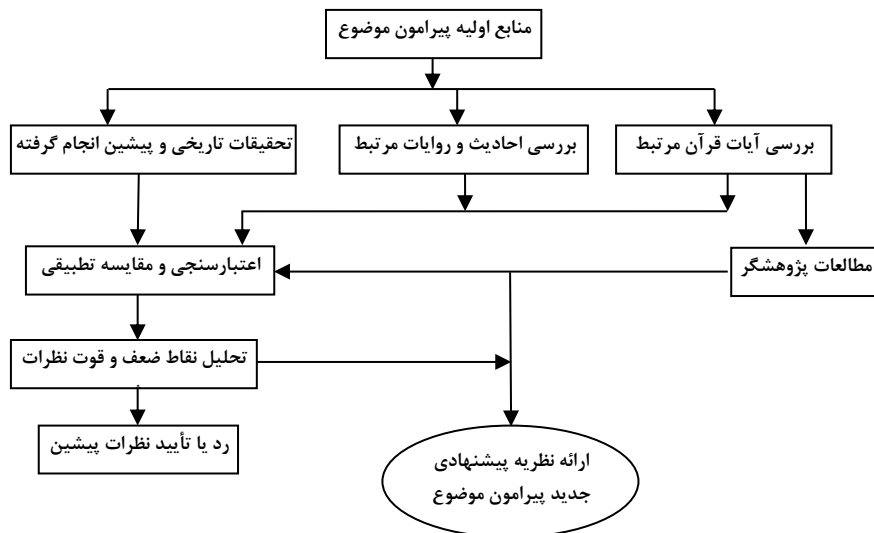 منابع اولیه پیرامون موضوع
بررسی آیات قرآن مرتبط
بررسی احادیث و روایات مرتبط
تحقیقات تاریخی و پیشین انجام گرفته
مطالعات پژوهشگر
اعتبارسنجی و مقایسه تطبیقی
تحلیل نقاط ضعف و قوت نظرات
رد یا تأیید نظرات پیشین
ارائه نظریه پیشنهادی
جدید پیرامون موضوع